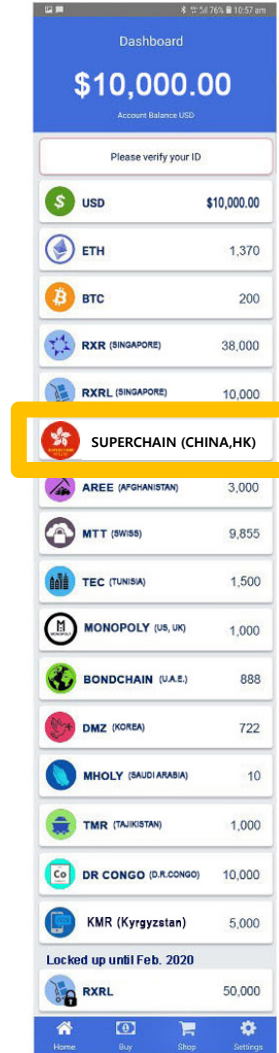 76% 10:57 am
Dashboard
$10,000.00
Account Balance USD
Please verify your ID
USD $10,000.00
ETH 1,370
BTC 200
RXR (SINGAPORE) 38,000
RXRL (SINGAPORE) 10,000
SUPERCHAIN (CHINA,HK)
AREE (AFGHANISTAN) 3,000
MTT (SWISS) 9,855
TEC (TUNISIA) 1,500
MONOPOLY (US, UK) 1,000
BONDCHAIN (U.A.E.) 888
DMZ (KOREA) 722
MHOLY (SAUDI ARABIA) 10
TMR (TAJIKISTAN) 1,000
Co DR CONGO (D.R.CONGO) 10,000
KMR (Kyrgyzstan) 5,000
Locked up until Feb. 2020
RXRL 50,000
Home Buy Shop Settings